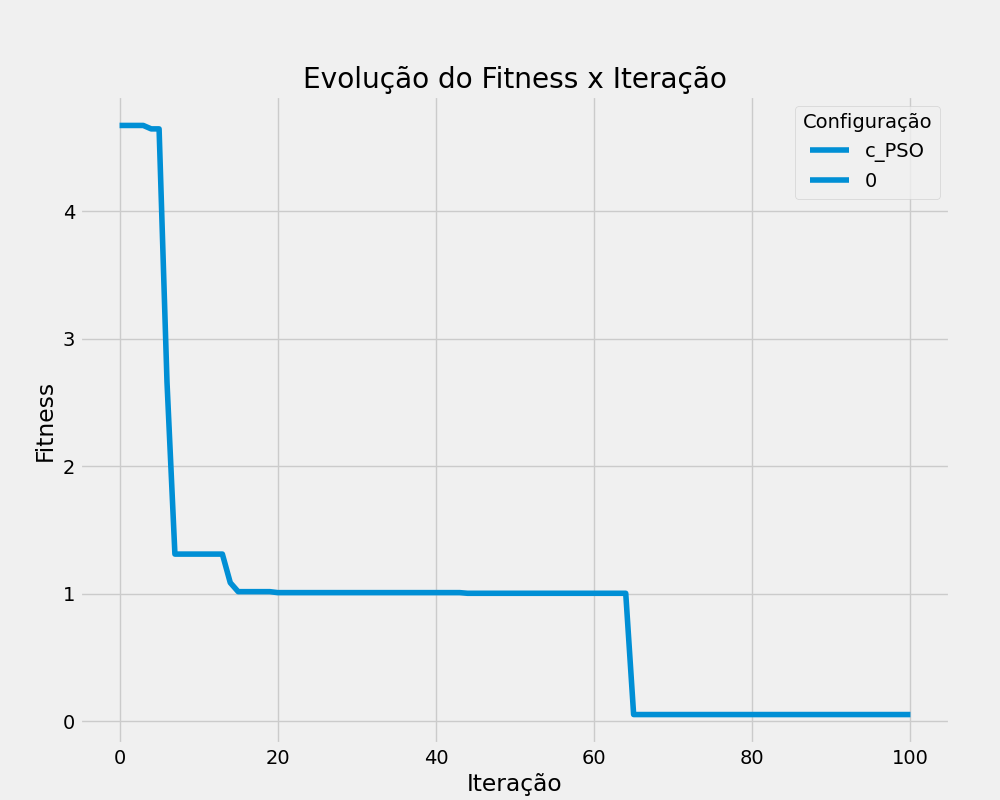 Evolução do Fitness x Iteração
Configuração
c_PSO
0
Fitness
4
3
2
1
0
0 20 40 60 80 100
Iteração